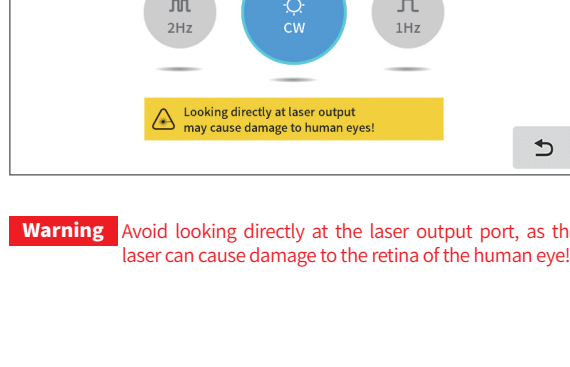 2Hz
CW
1Hz
Looking directly at laser output
may cause damage to human eyes!
Warning Avoid looking directly at the laser output port, as th
laser can cause damage to the retina of the human eye!